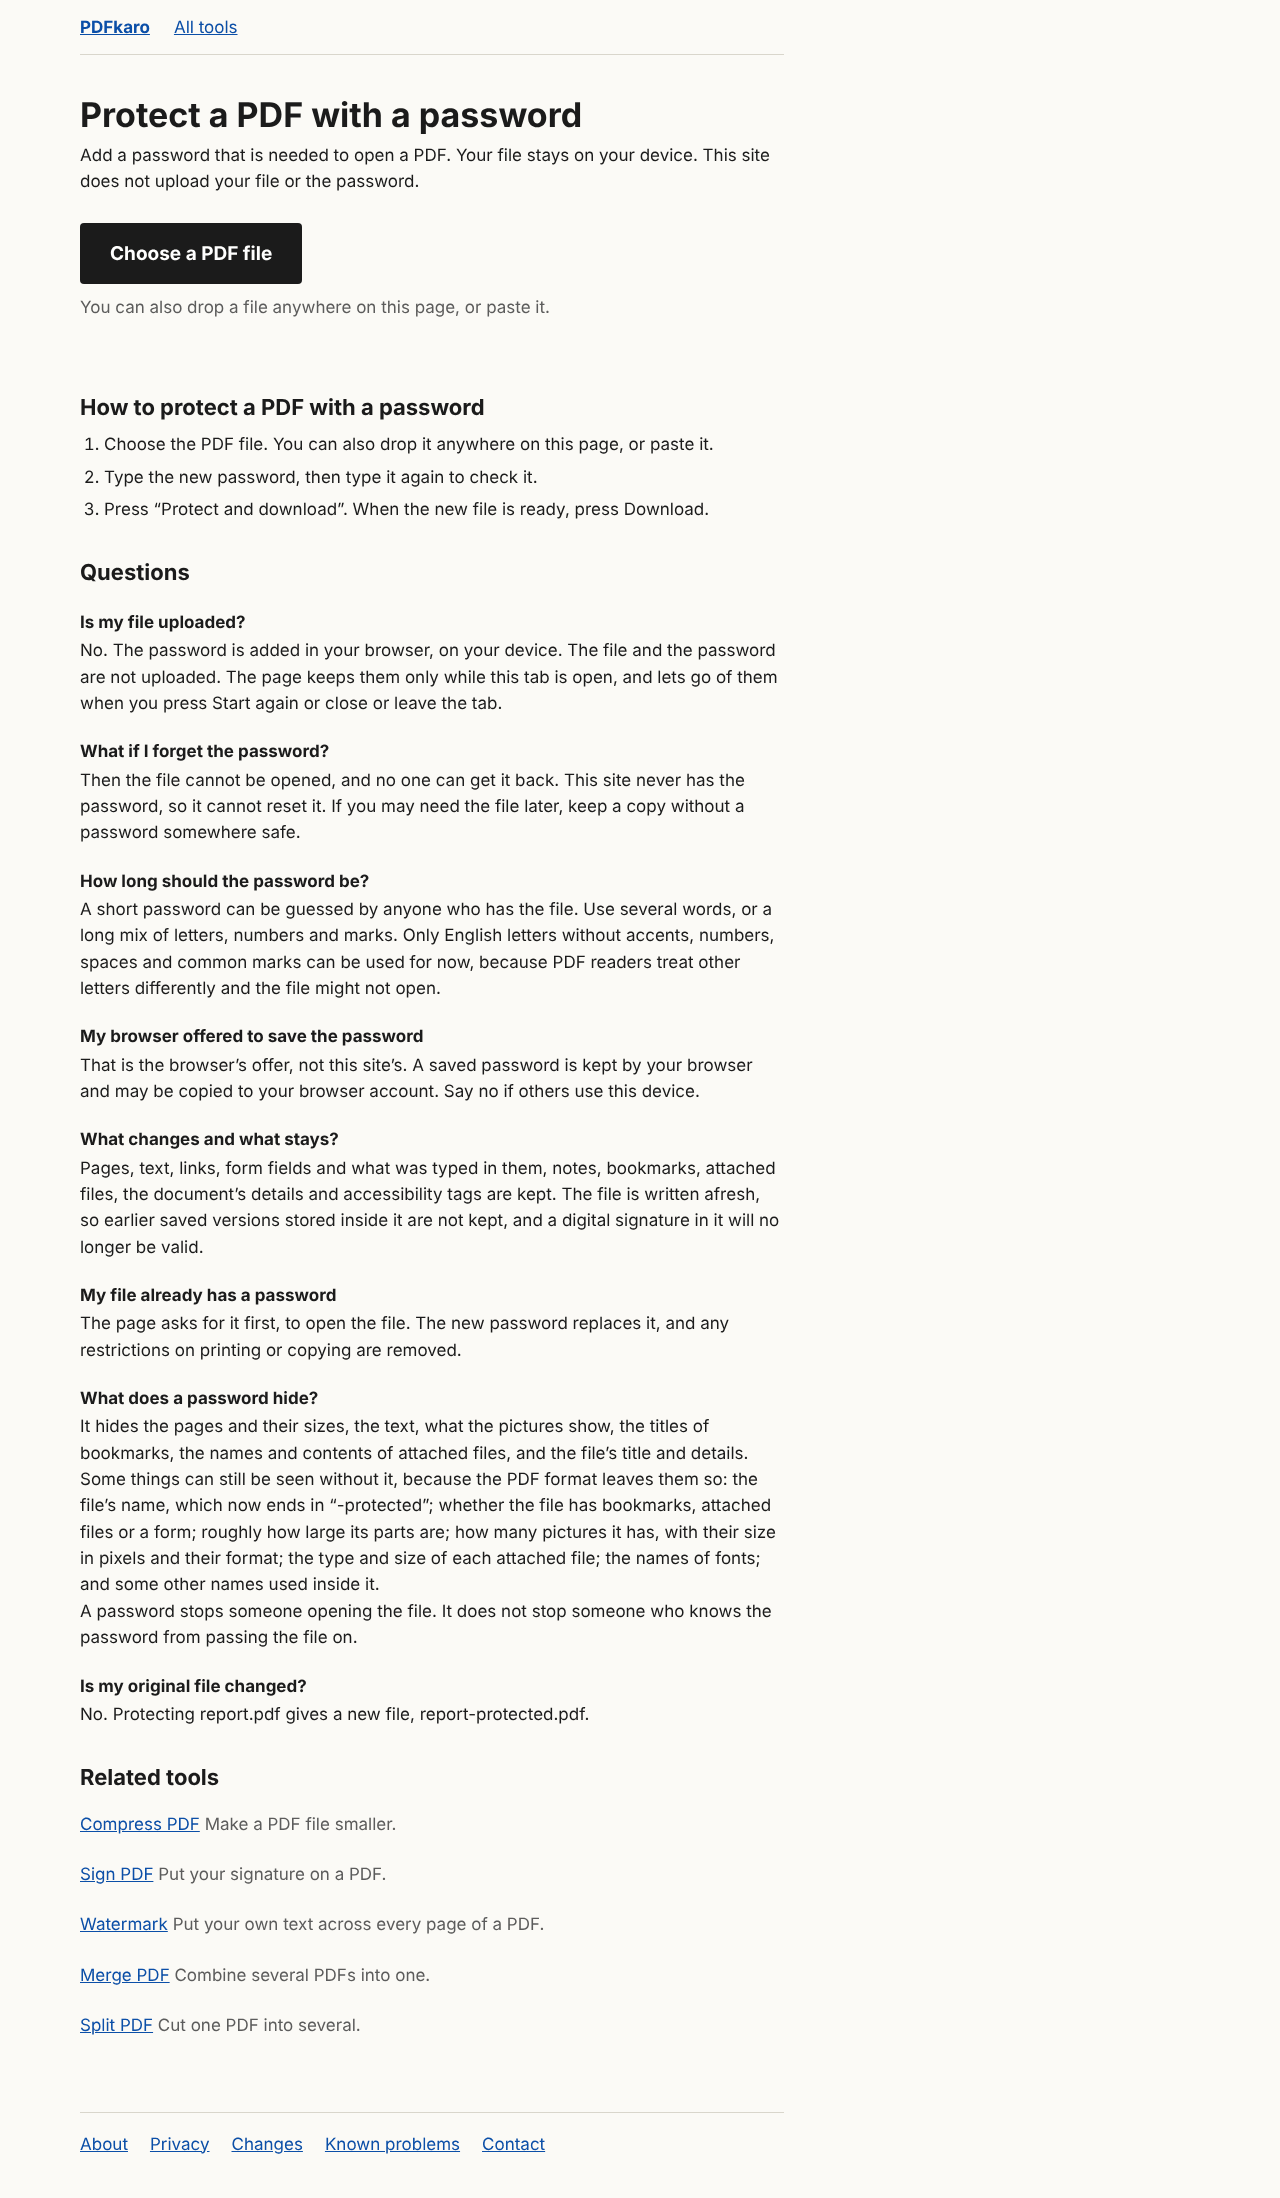 PDFkaro All tools
Protect a PDF with a password
Add a password that is needed to open a PDF. Your file stays on your device. This site
does not upload your file or the password.
Choose a PDF file
You can also drop a file anywhere on this page, or paste it.
How to protect a PDF with a password
1. Choose the PDF file. You can also drop it anywhere on this page, or paste it.
2. Type the new password, then type it again to check it.
3. Press “Protect and download”. When the new file is ready, press Download.
Questions
Is my file uploaded?
No. The password is added in your browser, on your device. The file and the password
are not uploaded. The page keeps them only while this tab is open, and lets go of them
when you press Start again or close or leave the tab.
What if I forget the password?
Then the file cannot be opened, and no one can get it back. This site never has the
password, so it cannot reset it. If you may need the file later, keep a copy without a
password somewhere safe.
How long should the password be?
A short password can be guessed by anyone who has the file. Use several words, or a
long mix of letters, numbers and marks. Only English letters without accents, numbers,
spaces and common marks can be used for now, because PDF readers treat other
letters differently and the file might not open.
My browser offered to save the password
That is the browser’s offer, not this site’s. A saved password is kept by your browser
and may be copied to your browser account. Say no if others use this device.
What changes and what stays?
Pages, text, links, form fields and what was typed in them, notes, bookmarks, attached
files, the document’s details and accessibility tags are kept. The file is written afresh,
so earlier saved versions stored inside it are not kept, and a digital signature in it will no
longer be valid.
My file already has a password
The page asks for it first, to open the file. The new password replaces it, and any
restrictions on printing or copying are removed.
What does a password hide?
It hides the pages and their sizes, the text, what the pictures show, the titles of
bookmarks, the names and contents of attached files, and the file’s title and details.
Some things can still be seen without it, because the PDF format leaves them so: the
file’s name, which now ends in “-protected”; whether the file has bookmarks, attached
files or a form; roughly how large its parts are; how many pictures it has, with their size
in pixels and their format; the type and size of each attached file; the names of fonts;
and some other names used inside it.
A password stops someone opening the file. It does not stop someone who knows the
password from passing the file on.
Is my original file changed?
No. Protecting report.pdf gives a new file, report-protected.pdf.
Related tools
Compress PDF Make a PDF file smaller.
Sign PDF Put your signature on a PDF.
Watermark Put your own text across every page of a PDF.
Merge PDF Combine several PDFs into one.
Split PDF Cut one PDF into several.
About Privacy Changes Known problems Contact